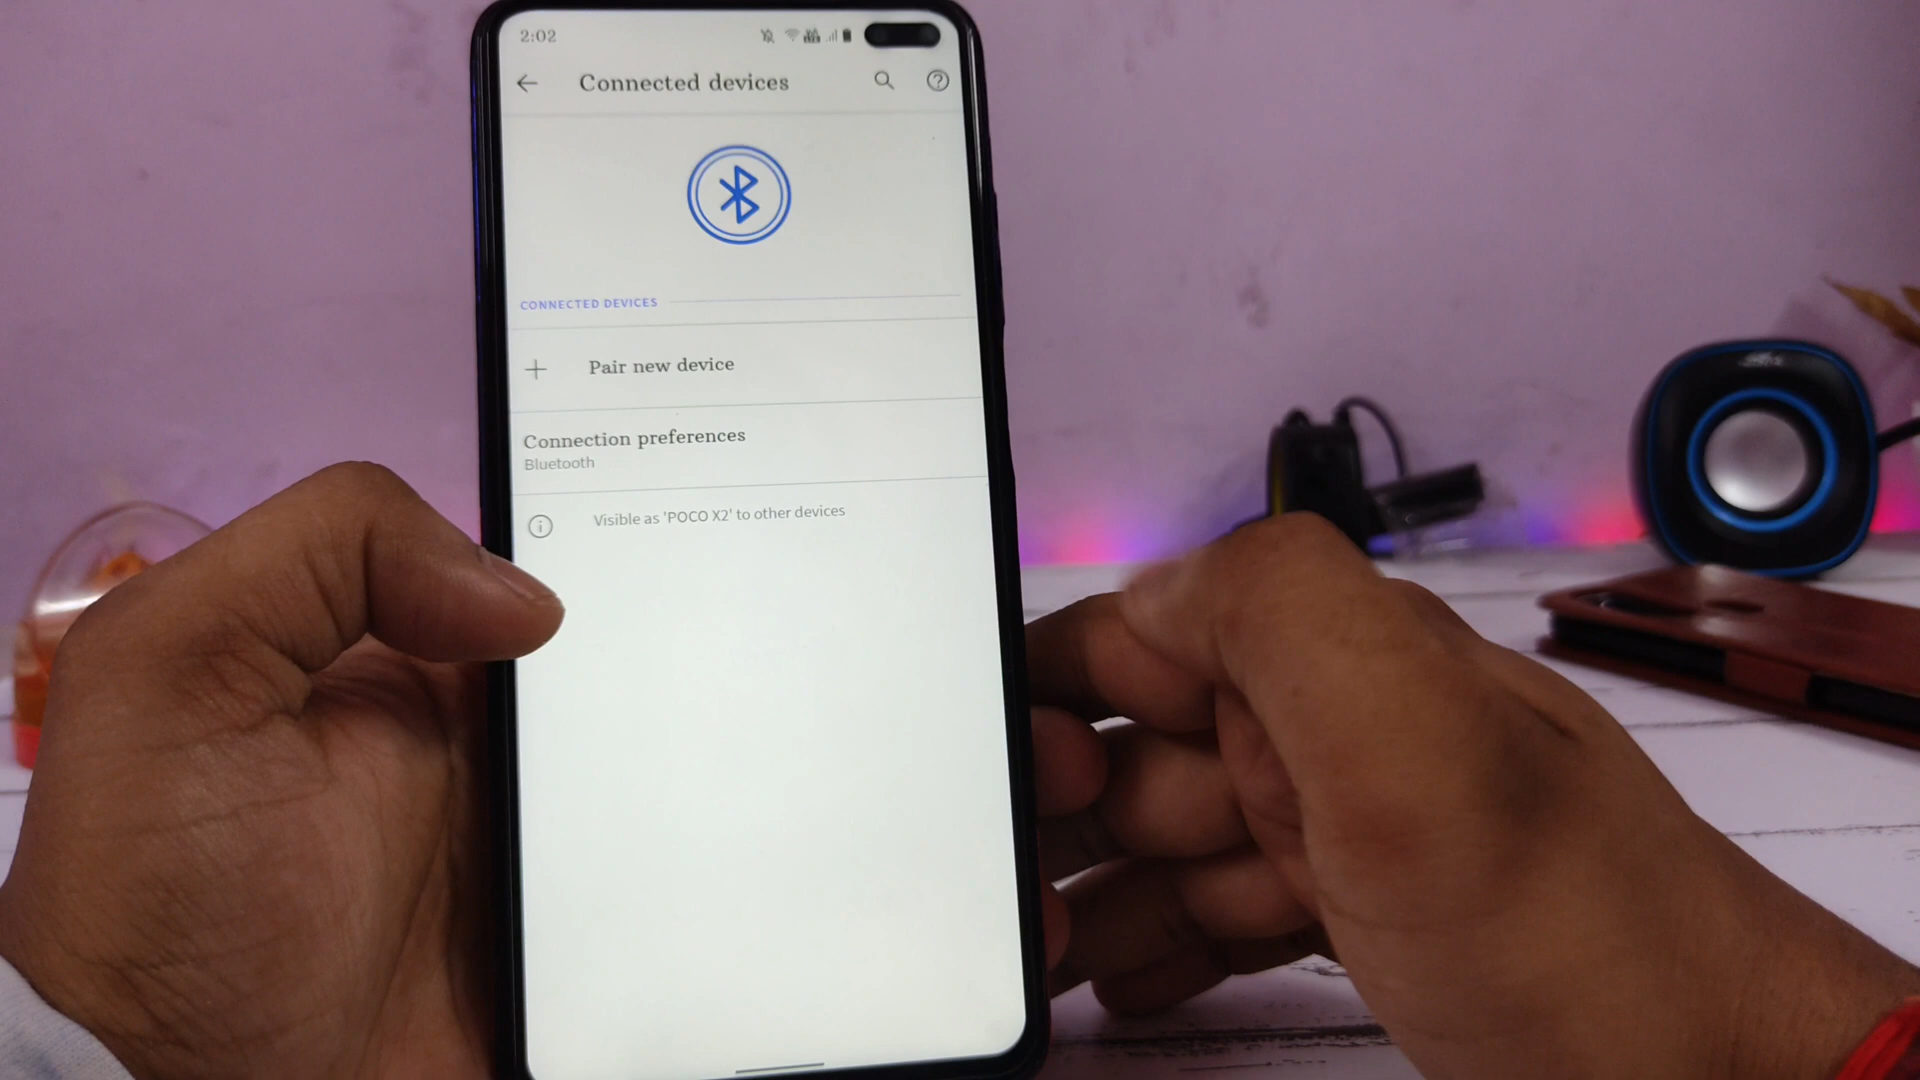 2:02
Connected devices
CONNECTED DEVICES
Pair new device
Connection preferences
Bluetooth
Visible as 'POCO X2' to other devices